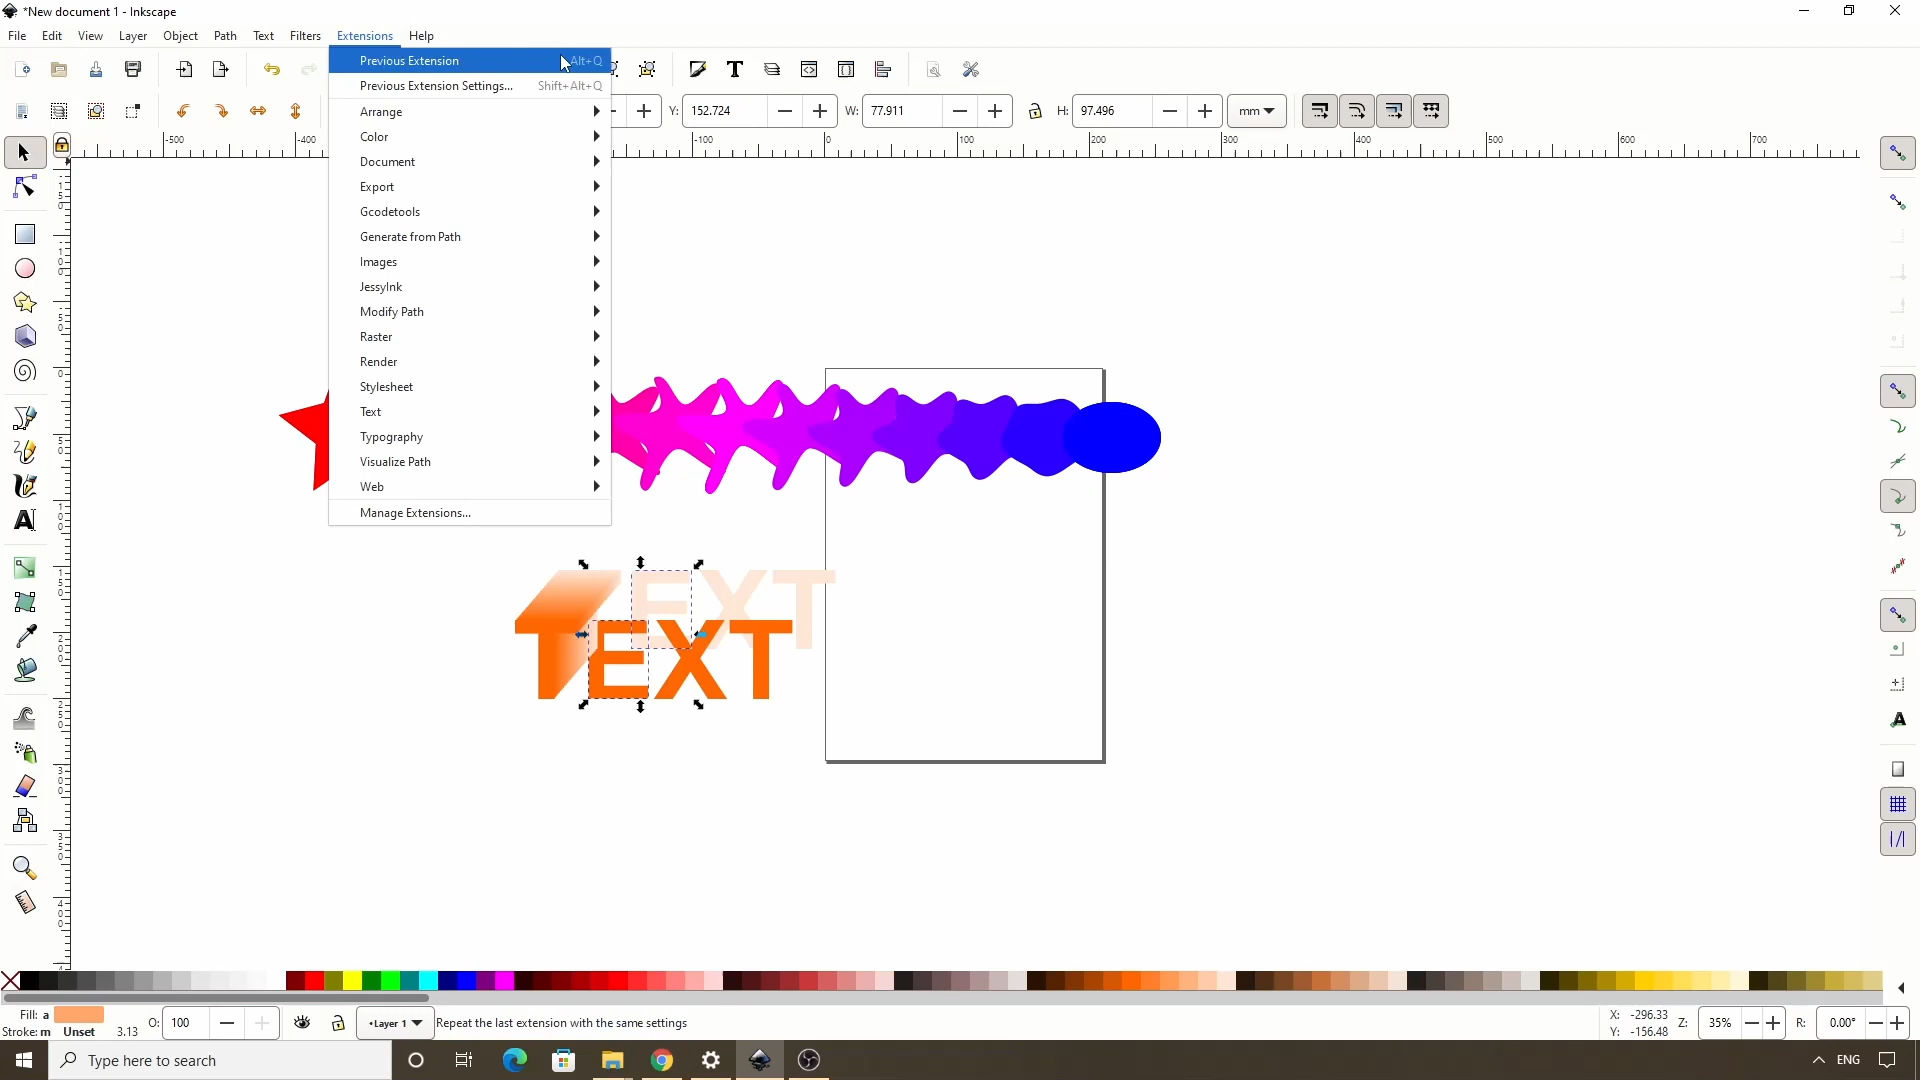 *New document 1 - Inkscape
File Edit View Layer Object Path Text Filters Extensions Help
Previous Extension Alt+Q
Previous Extension Settings... Shift+Alt+Q
Arrange
Color
Document
Export
Gcodetools
Generate from Path
Images
JessyInk
Modify Path
Raster
Render
Stylesheet
Text
Typography
Visualize Path
Web
Manage Extensions...
Y: 152.724 W: 77.911 H: 97.496 mm
-500 -400 -100 0 100 200 300 400 500 600 700
TEXT
TEXT
Fill: a
Stroke: m Unset 3.13
O: 100
•Layer 1
Repeat the last extension with the same settings
X: -296.33
Y: -156.48
Z: 35%
R: 0.00°
Type here to search
ENG